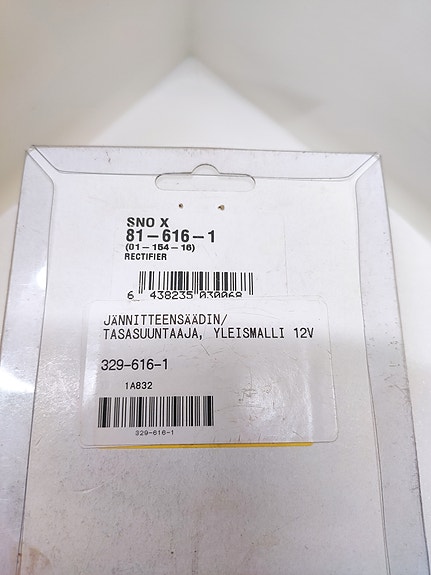 SNO X
81-616-1
(01-154-16)
RECTIFIER
6 438235 030068
JÄNNITTEENSÄÄDIN/
TASASUUNTAAJA, YLEISMALLI 12V
329-616-1
1A832
329-616-1